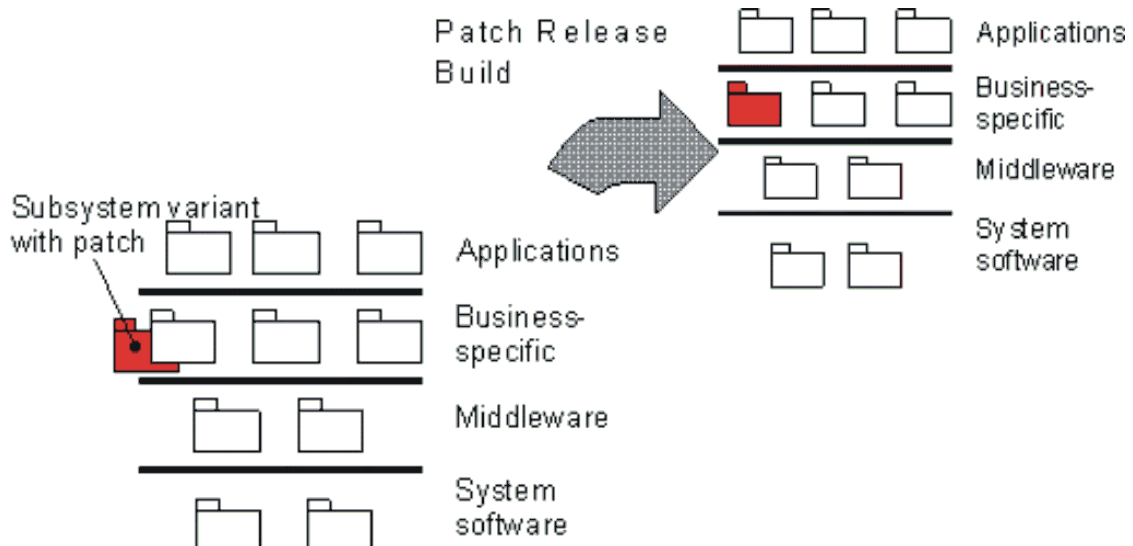 Patch Release
Build
Applications
Business-
specific
Middleware
System
software
Subsystem variant
with patch
Applications
Business-
specific
Middleware
System
software